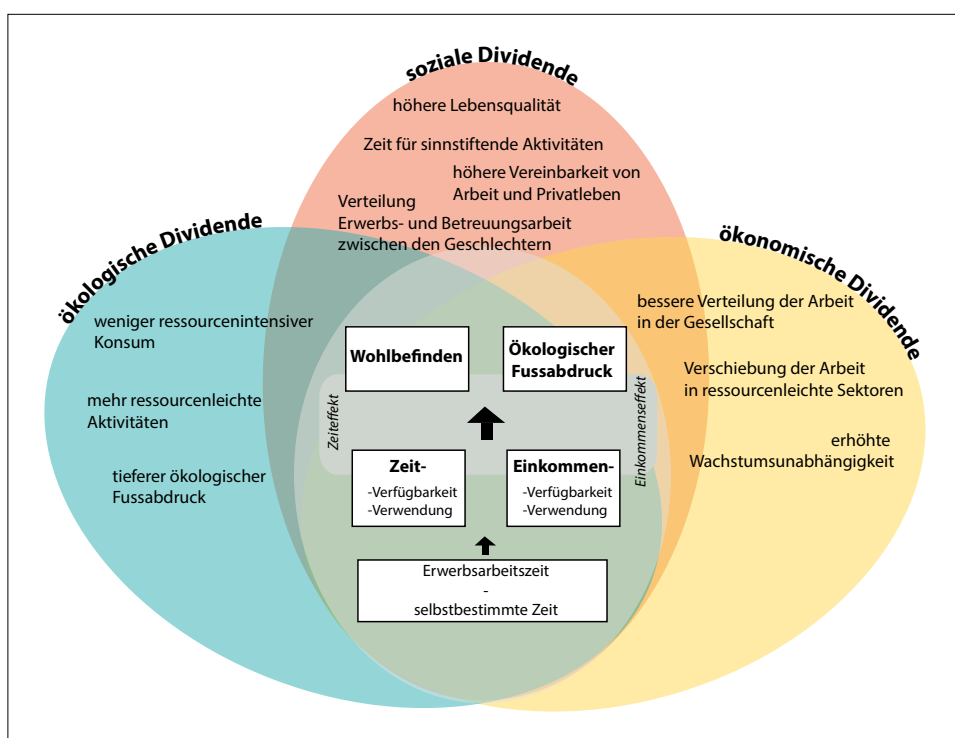 soziale Dividende
höhere Lebensqualität
Zeit für sinnstiftende Aktivitäten
höhere Vereinbarkeit von
Arbeit und Privatleben
Verteilung
Erwerbs- und Betreuungsarbeit
zwischen den Geschlechtern
ökologische Dividende
weniger ressourcenintensiver
Konsum
mehr ressourcenleichte
Aktivitäten
tieferer ökologischer
Fussabdruck
ökonomische Dividende
bessere Verteilung der Arbeit
in der Gesellschaft
Verschiebung der Arbeit
in ressourcenleichte Sektoren
erhöhte
Wachstumsunabhängigkeit
Wohlbefinden
Ökologischer
Fussabdruck
Zeiteffekt
Einkommenseffekt
Zeit-
-Verfügbarkeit
-Verwendung
Einkommen-
-Verfügbarkeit
-Verwendung
Erwerbsarbeitszeit
-
selbstbestimmte Zeit